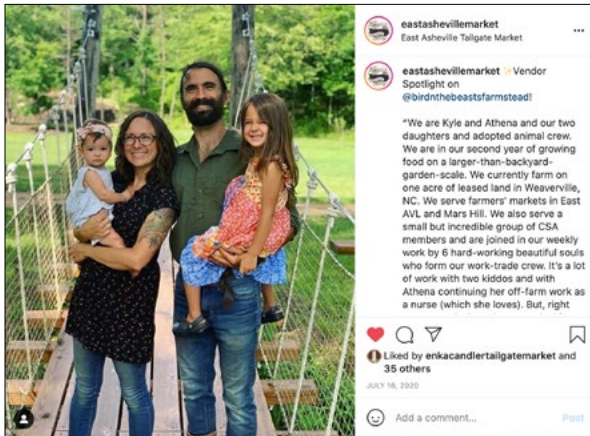 eastashevillemarket
East Asheville Tailgate Market
eastashevillemarket ✨Vendor
Spotlight on
@birdnthebeastsfarmstead!
"We are Kyle and Athena and our two
daughters and adopted animal crew.
We are in our second year of growing
food on a larger-than-backyard-
garden-scale. We currently farm on
one acre of leased land in Weaverville,
NC. We serve farmers' markets in East
AVL and Mars Hill. We also serve a
small but incredible group of CSA
members and are joined in our weekly
work by 6 hard-working beautiful souls
who form our work-trade crew. It's a lot
of work with two kiddos and with
Athena continuing her off-farm work as
a nurse (which she loves). But, right
Liked by enkacandlertailgatemarket and
35 others
JULY 18, 2020
Add a comment...
Post